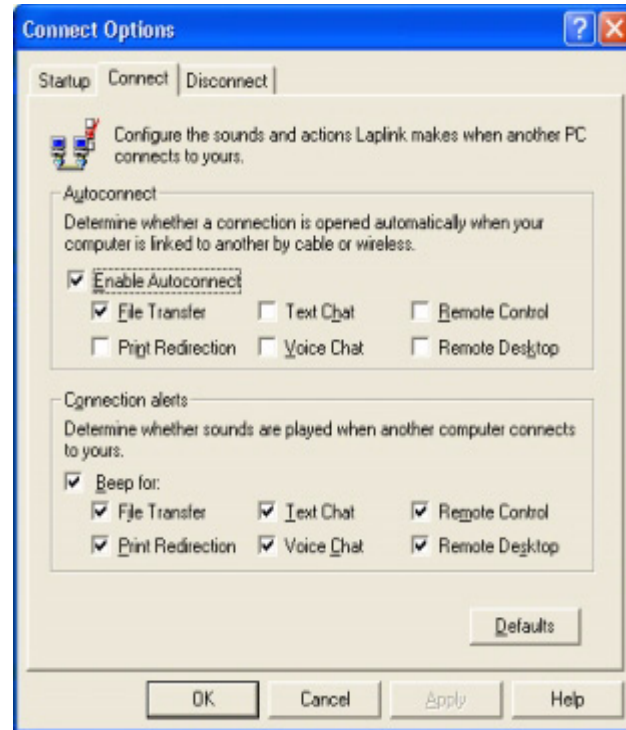 Connect Options
Startup Connect Disconnect
Configure the sounds and actions Laplink makes when another PC
connects to yours.
Autoconnect
Determine whether a connection is opened automatically when your
computer is linked to another by cable or wireless.
Enable Autoconnect
File Transfer Text Chat Remote Control
Print Redirection Voice Chat Remote Desktop
Connection alerts
Determine whether sounds are played when another computer connects
to yours.
Beep for:
File Transfer Text Chat Remote Control
Print Redirection Voice Chat Remote Desktop
Defaults
OK Cancel Apply Help